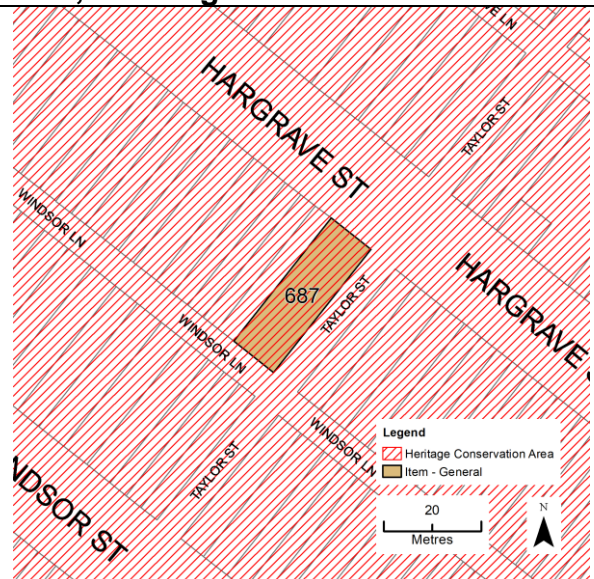 HARGRAVE ST
TAYLOR ST
WINDSOR LN
HARGRAVE S
687
TAYLOR ST
WINDSOR LN
WINDSOR LN
TAYLOR ST
NDSOR ST
Legend
Heritage Conservation Area
Item - General
20
Metres
N